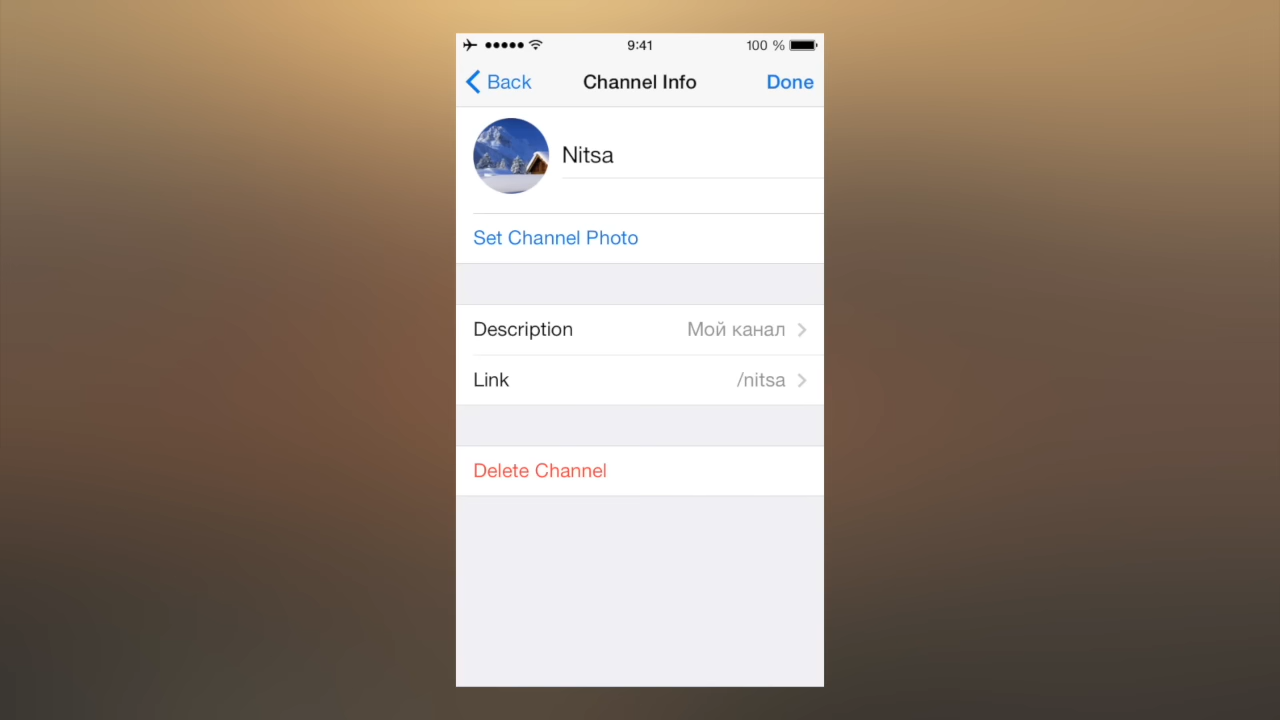 9:41 100 %
Back Channel Info Done
Nitsa
Set Channel Photo
Description Мой канал
Link /nitsa
Delete Channel